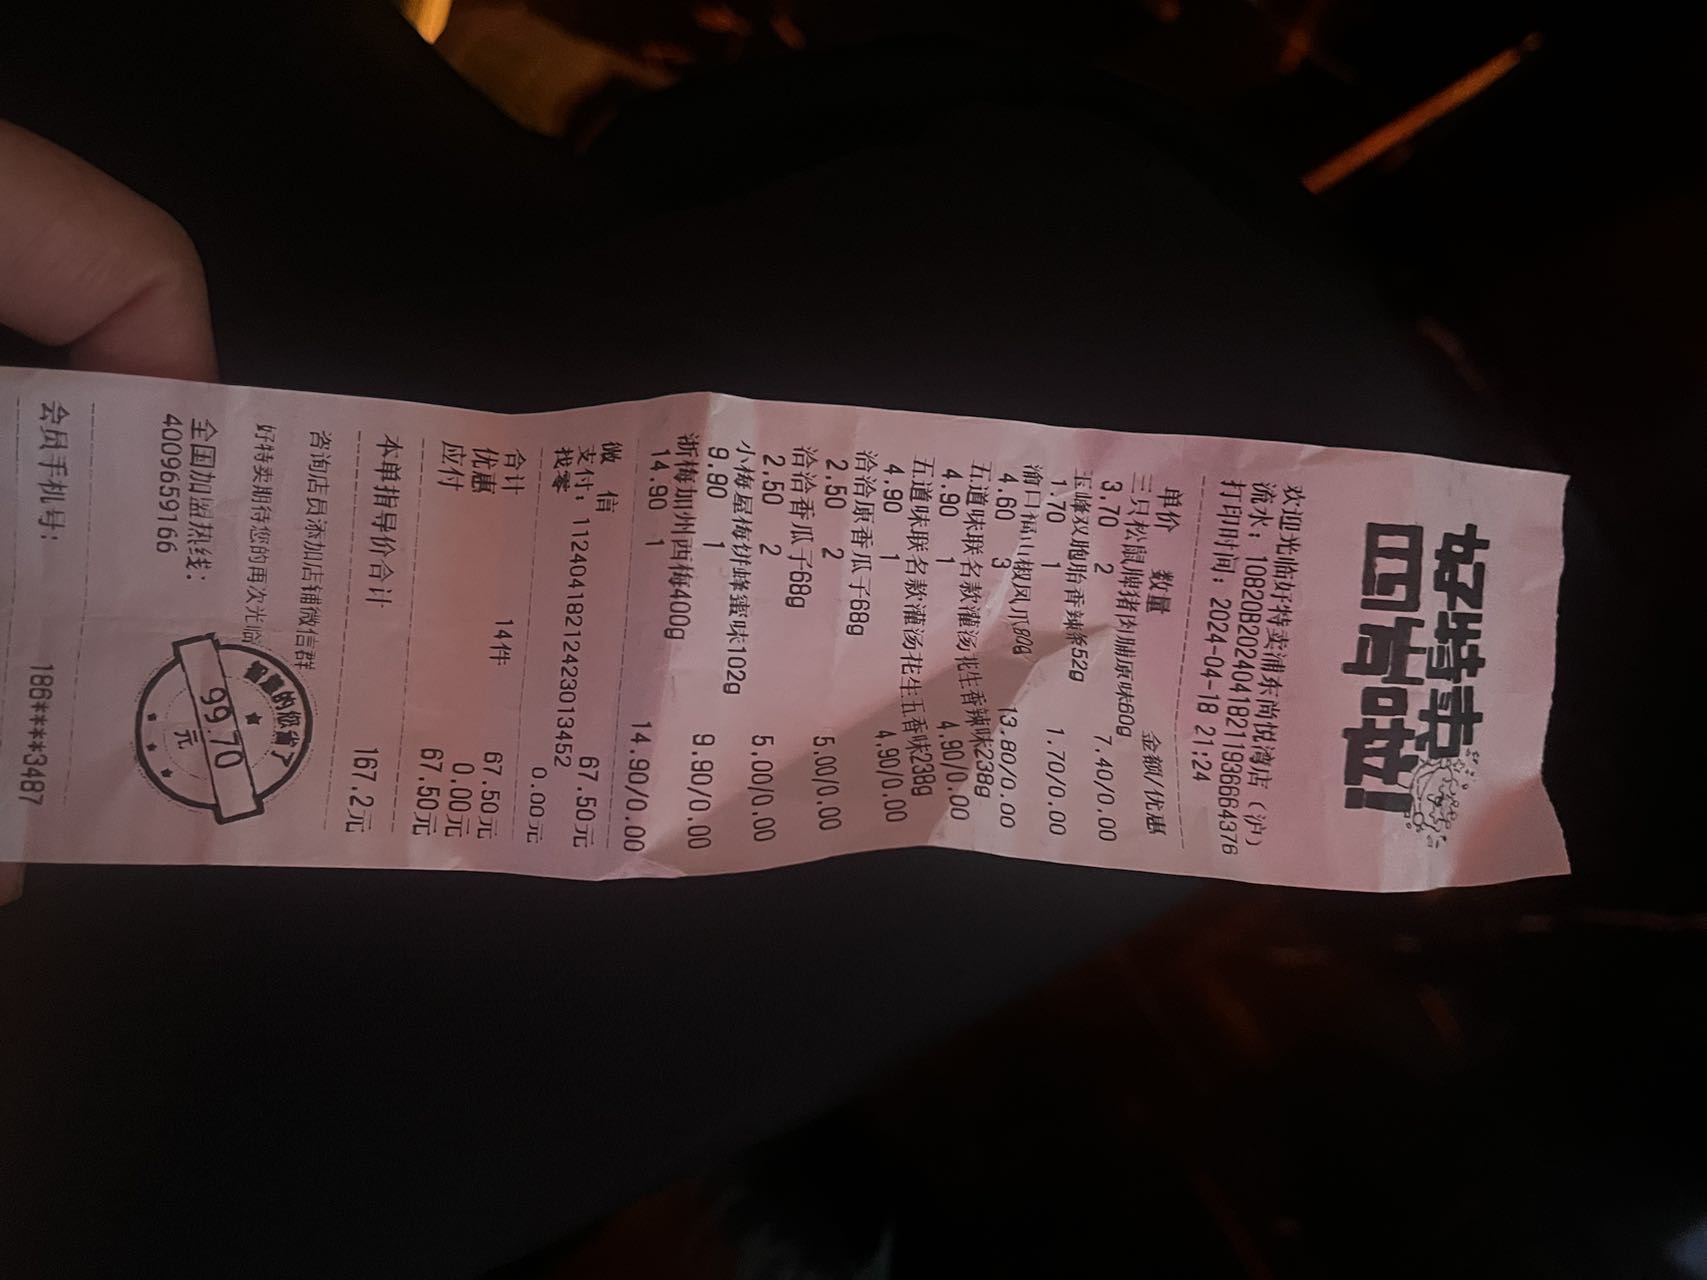 好特卖
四有啦!
欢迎光临好特卖浦东尚悦湾店（沪）
流水：10820B20240418211936664376
打印时间：2024-04-18 21:24
单价 数量 金额/优惠
三只松鼠脾猪肉脯原味60g
3.70 2 7.40/0.00
玉峰双胞胎香辣条52g
1.70 1 1.70/0.00
渝口福山椒凤爪80g
4.60 3 13.80/0.00
五道味联名款灌汤花生香辣味238g
4.90 1 4.90/0.00
五道味联名款灌汤花生五香味238g
4.90 1 4.90/0.00
洽洽原香瓜子68g
2.50 2 5.00/0.00
洽洽香瓜子68g
2.50 2 5.00/0.00
小梅屋梅饼蜂蜜味102g
9.90 1 9.90/0.00
浙梅加州西梅400g
14.90 1 14.90/0.00
微 信 67.50元
支付：1124041821242301 3452
找零 0.00元
合计 14件 67.50元
优惠 0.00元
应付 67.50元
本单指导价合计 167.2元
咨询店员添加店铺微信群
好特卖期待您的再次光临
的您省了
99.70
元
全国加盟热线：
4009659166
会员手机号： 186****3487